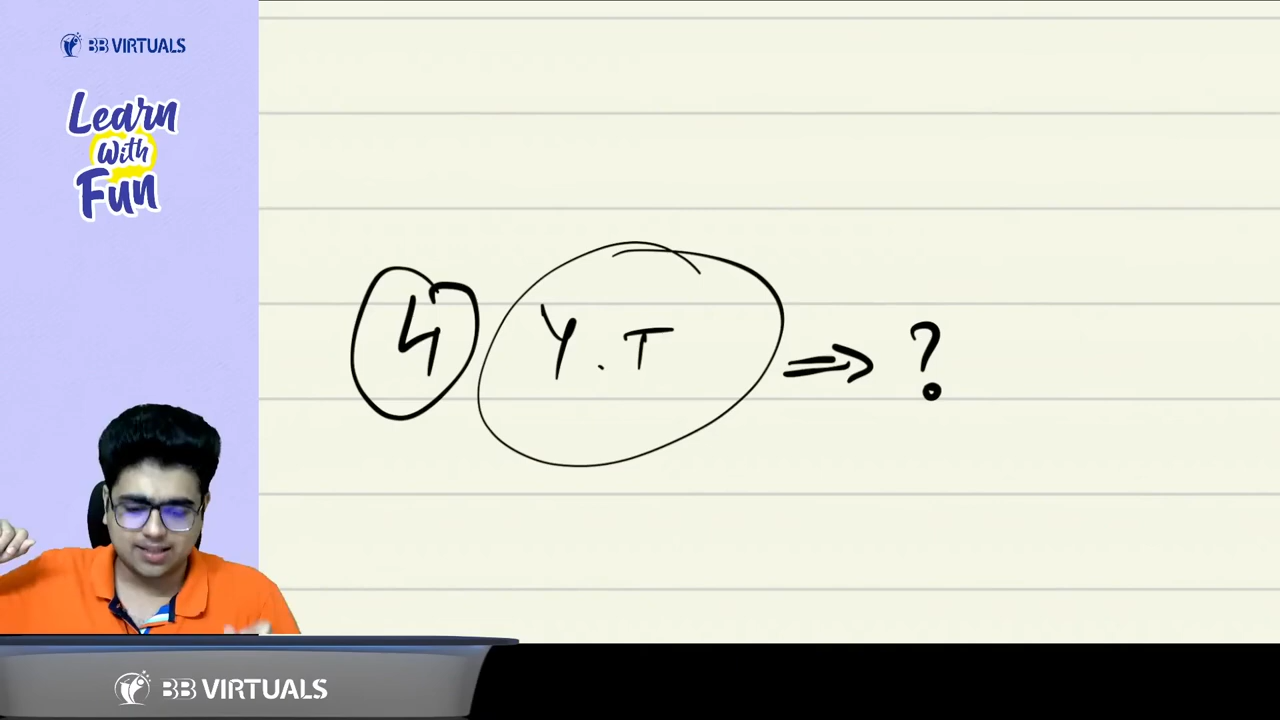 BB VIRTUALS
Learn
With
Fun
4 Y.T ⇒ ?
BB VIRTUALS